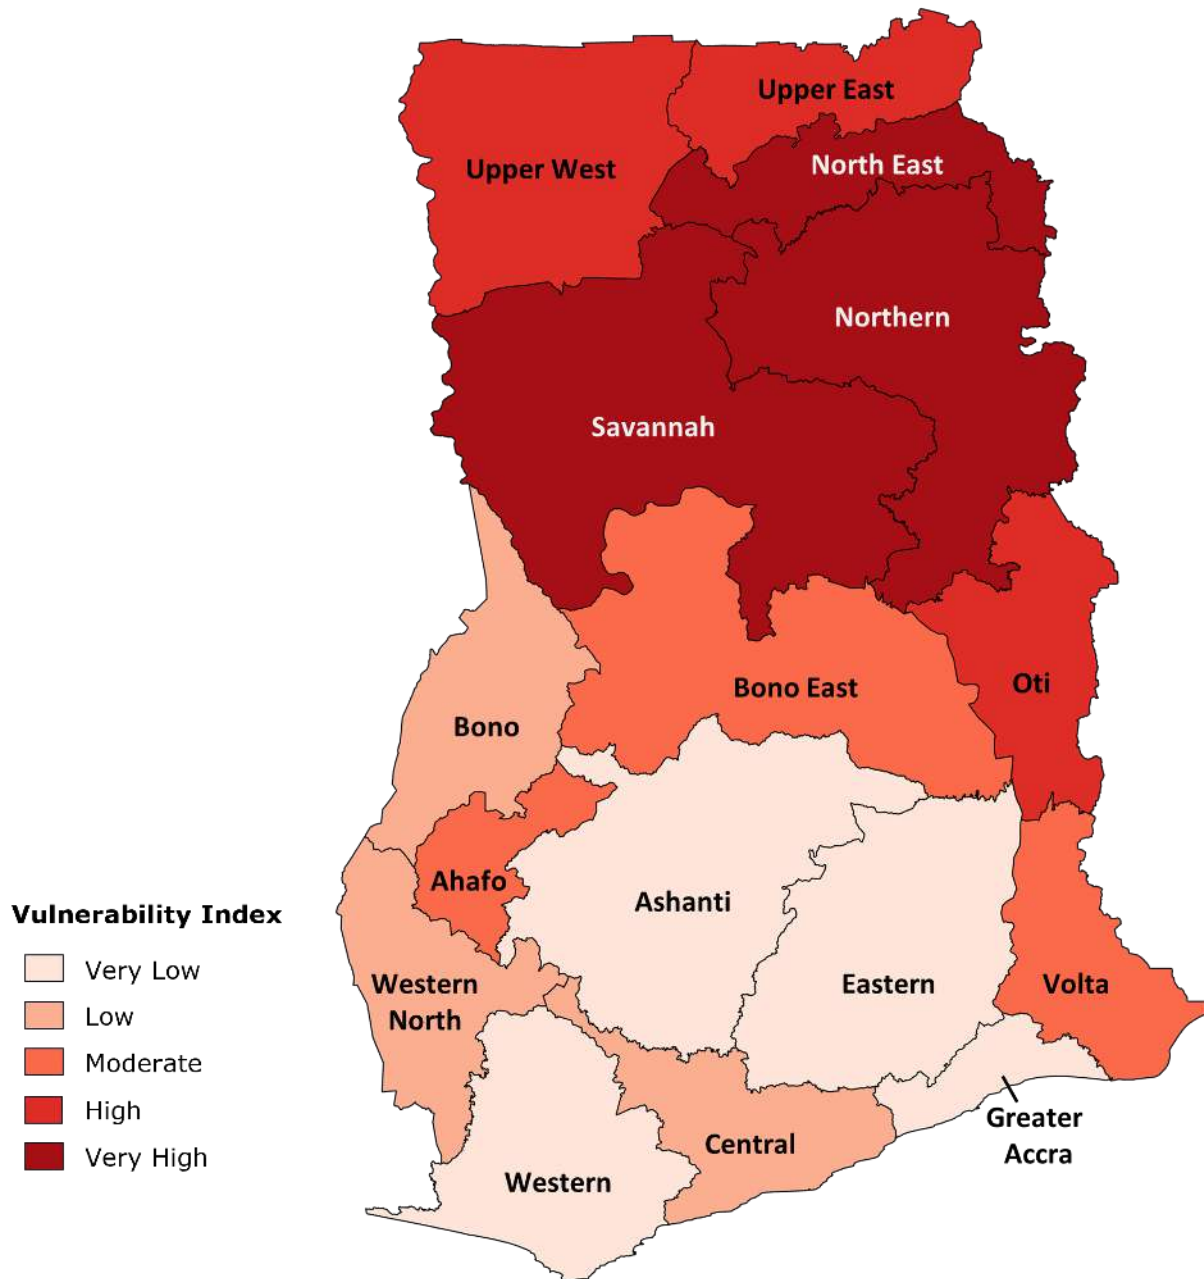 Upper East
Upper West
North East
Northern
Savannah
Oti
Bono East
Bono
Ahafo
Ashanti
Vulnerability Index
Very Low
Low
Moderate
High
Very High
Western
North
Eastern
Volta
Greater
Accra
Central
Western